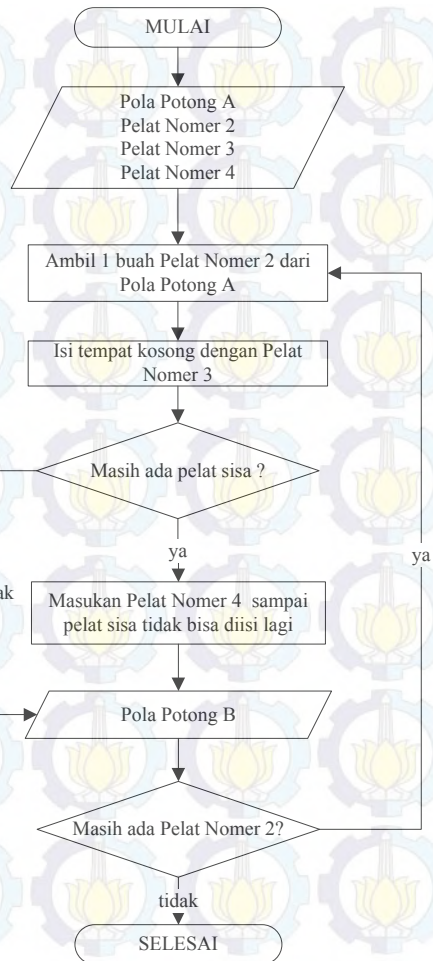 MULAI
Pola Potong A
Pelat Nomer 2
Pelat Nomer 3
Pelat Nomer 4
Ambil 1 buah Pelat Nomer 2 dari
Pola Potong A
Isi tempat kosong dengan Pelat
Nomer 3
Masih ada pelat sisa ?
ya
ya
Masukan Pelat Nomer 4 sampai
pelat sisa tidak bisa diisi lagi
Pola Potong B
Masih ada Pelat Nomer 2?
tidak
SELESAI